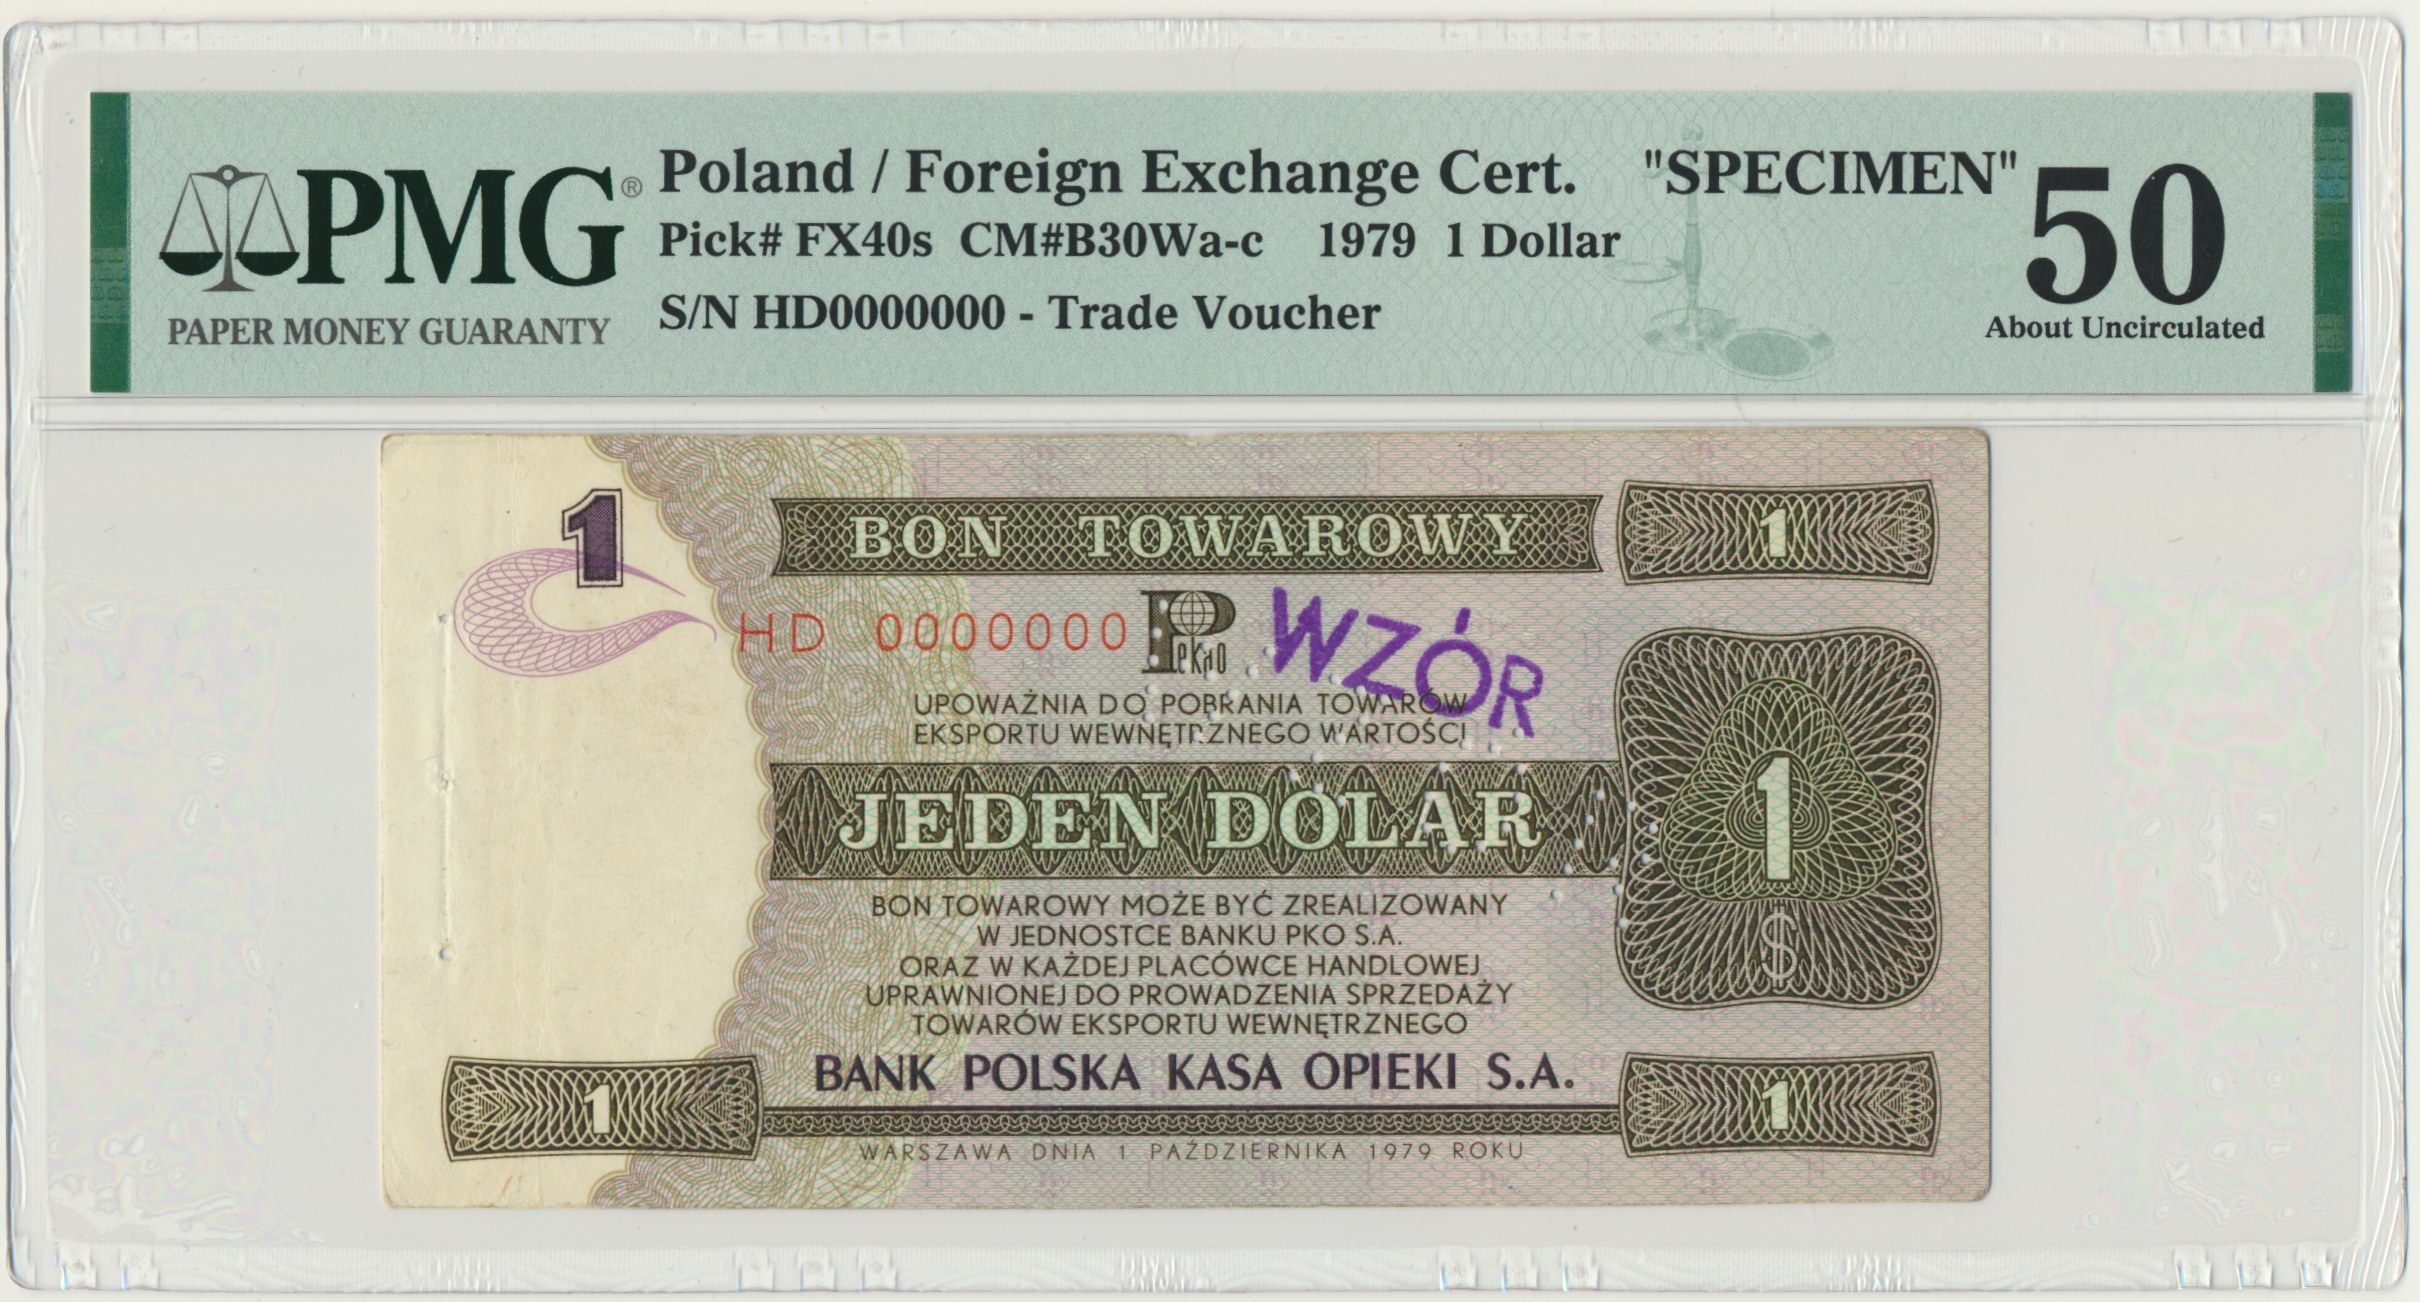 PMG®
PAPER MONEY GUARANTY
Poland / Foreign Exchange Cert. "SPECIMEN"
Pick# FX40s CM#B30Wa-c 1979 1 Dollar
S/N HD0000000 - Trade Voucher
50
About Uncirculated
1
BON TOWAROWY
1
HD 0000000
Pekao
WZÓR
UPOWAŻNIA DO POBRANIA TOWARÓW
EKSPORTU WEWNĘTRZNEGO WARTOŚCI
JEDEN DOLAR
1
$
BON TOWAROWY MOŻE BYĆ ZREALIZOWANY
W JEDNOSTCE BANKU PKO S.A.
ORAZ W KAŻDEJ PLACÓWCE HANDLOWEJ
UPRAWNIONEJ DO PROWADZENIA SPRZEDAŻY
TOWARÓW EKSPORTU WEWNĘTRZNEGO
BANK POLSKA KASA OPIEKI S.A.
1
1
WARSZAWA DNIA 1 PAŹDZIERNIKA 1979 ROKU